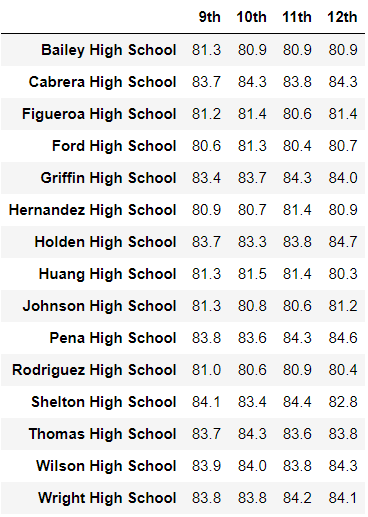 9th 10th 11th 12th
Bailey High School 81.3 80.9 80.9 80.9
Cabrera High School 83.7 84.3 83.8 84.3
Figueroa High School 81.2 81.4 80.6 81.4
Ford High School 80.6 81.3 80.4 80.7
Griffin High School 83.4 83.7 84.3 84.0
Hernandez High School 80.9 80.7 81.4 80.9
Holden High School 83.7 83.3 83.8 84.7
Huang High School 81.3 81.5 81.4 80.3
Johnson High School 81.3 80.8 80.6 81.2
Pena High School 83.8 83.6 84.3 84.6
Rodriguez High School 81.0 80.6 80.9 80.4
Shelton High School 84.1 83.4 84.4 82.8
Thomas High School 83.7 84.3 83.6 83.8
Wilson High School 83.9 84.0 83.8 84.3
Wright High School 83.8 83.8 84.2 84.1